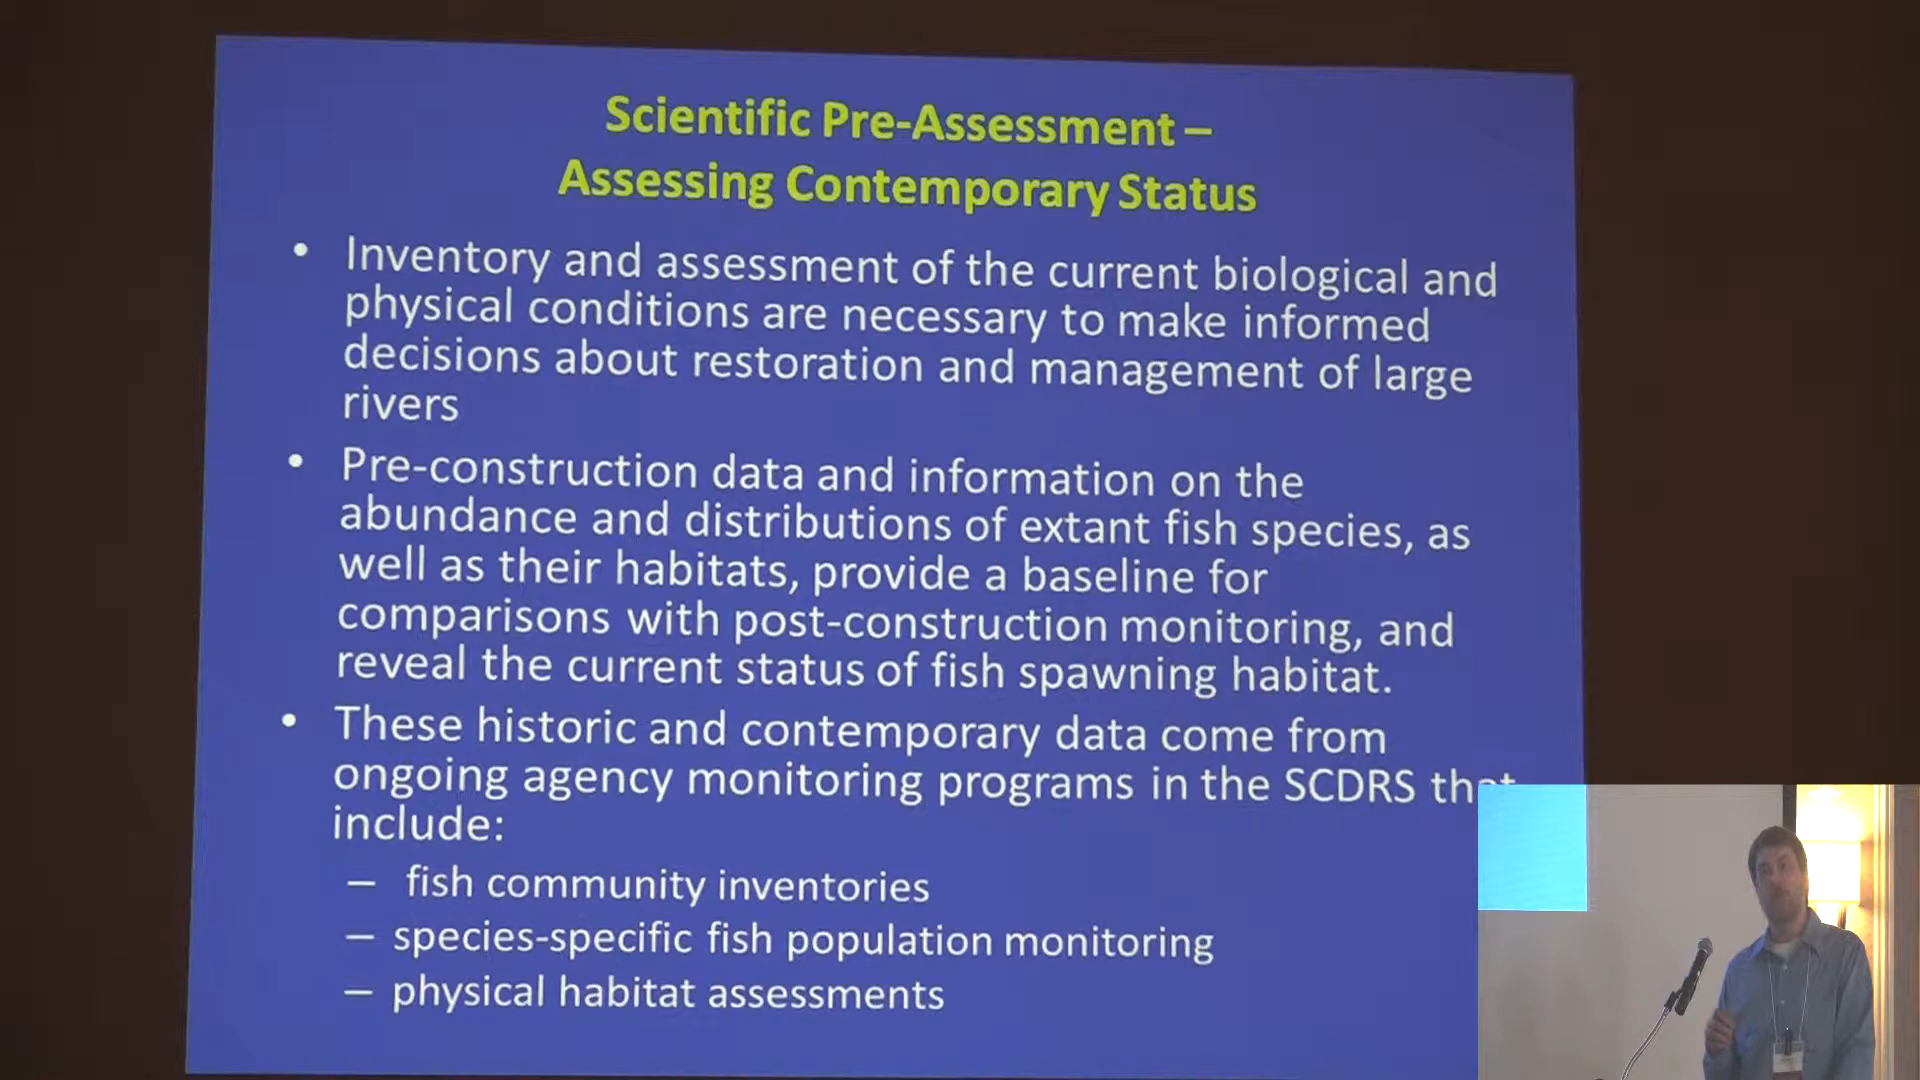 Scientific Pre-Assessment –
Assessing Contemporary Status
• Inventory and assessment of the current biological and
physical conditions are necessary to make informed
decisions about restoration and management of large
rivers
• Pre-construction data and information on the
abundance and distributions of extant fish species, as
well as their habitats, provide a baseline for
comparisons with post-construction monitoring, and
reveal the current status of fish spawning habitat.
• These historic and contemporary data come from
ongoing agency monitoring programs in the SCDRS that
include:
– fish community inventories
– species-specific fish population monitoring
– physical habitat assessments